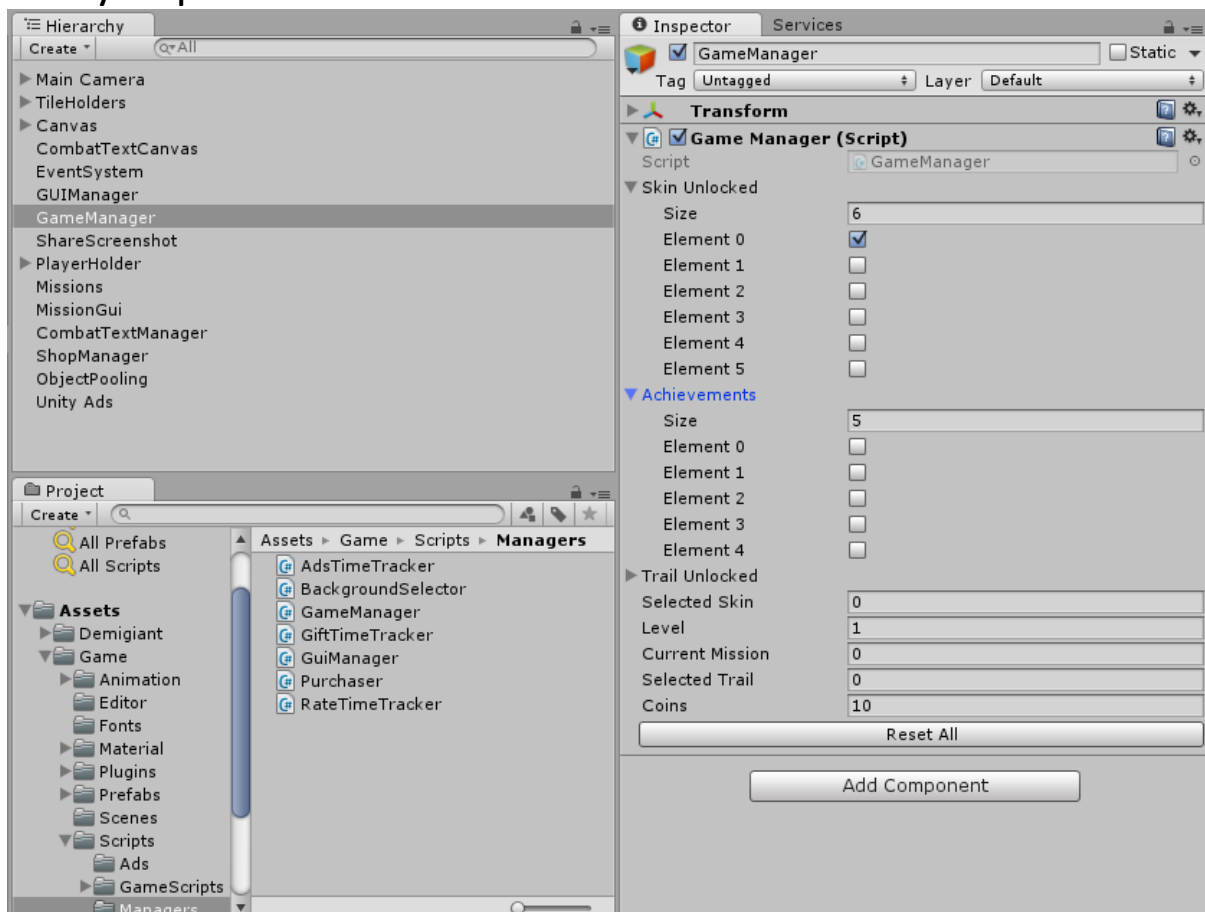 Hierarchy
Create
All
Main Camera
TileHolders
Canvas
CombatTextCanvas
EventSystem
GUIManager
GameManager
ShareScreenshot
PlayerHolder
Missions
MissionGui
CombatTextManager
ShopManager
ObjectPooling
Unity Ads
Project
Create
All Prefabs
All Scripts
Assets
Demigiant
Game
Animation
Editor
Fonts
Material
Plugins
Prefabs
Scenes
Scripts
Ads
GameScripts
Managers
Assets Game Scripts Managers
AdsTimeTracker
BackgroundSelector
GameManager
GiftTimeTracker
GuiManager
Purchaser
RateTimeTracker
Inspector Services
GameManager Static
Tag Untagged Layer Default
Transform
Game Manager (Script)
Script GameManager
Skin Unlocked
Size 6
Element 0
Element 1
Element 2
Element 3
Element 4
Element 5
Achievements
Size 5
Element 0
Element 1
Element 2
Element 3
Element 4
Trail Unlocked
Selected Skin 0
Level 1
Current Mission 0
Selected Trail 0
Coins 10
Reset All
Add Component